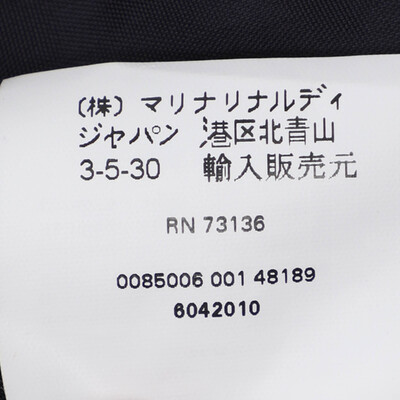 (株) マリナリナルディ
ジャパン 港区北青山
3-5-30 輸入販売元
RN 73136
0085006 001 48189
6042010